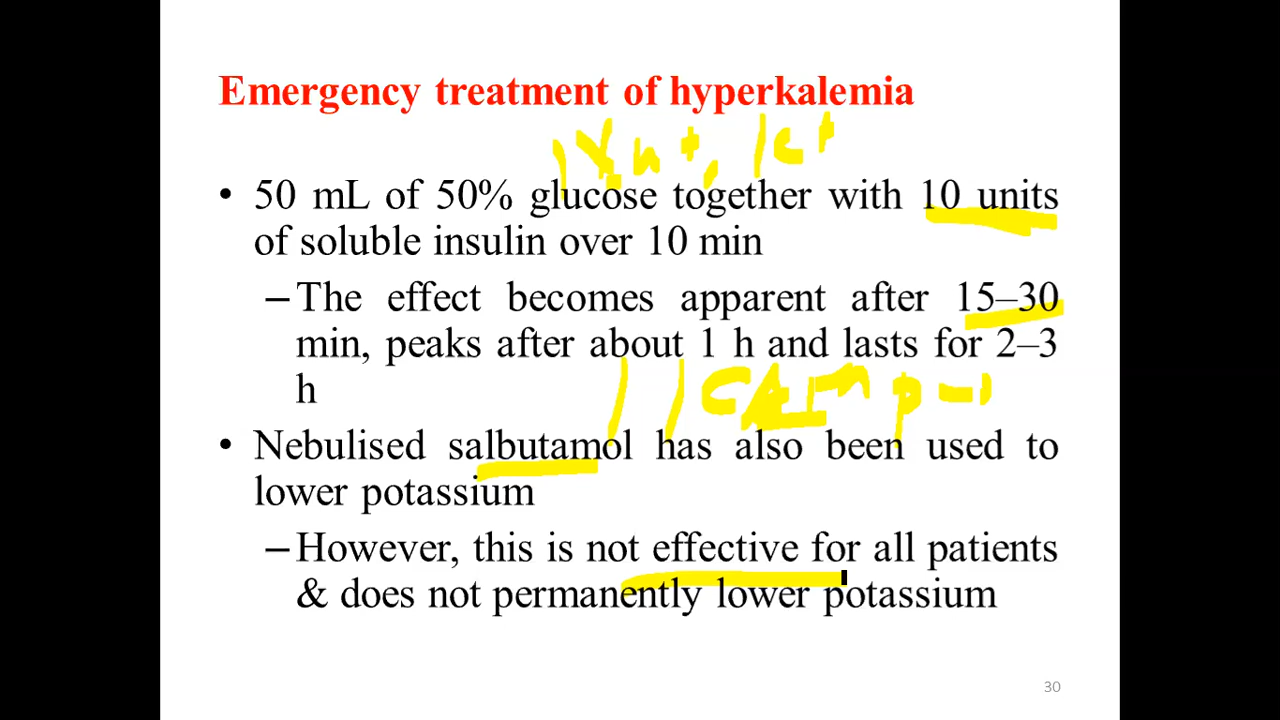 Emergency treatment of hyperkalemia
• 50 mL of 50% glucose together with 10 units
of soluble insulin over 10 min
– The effect becomes apparent after 15–30
min, peaks after about 1 h and lasts for 2–3
h
• Nebulised salbutamol has also been used to
lower potassium
– However, this is not effective for all patients
& does not permanently lower potassium
30